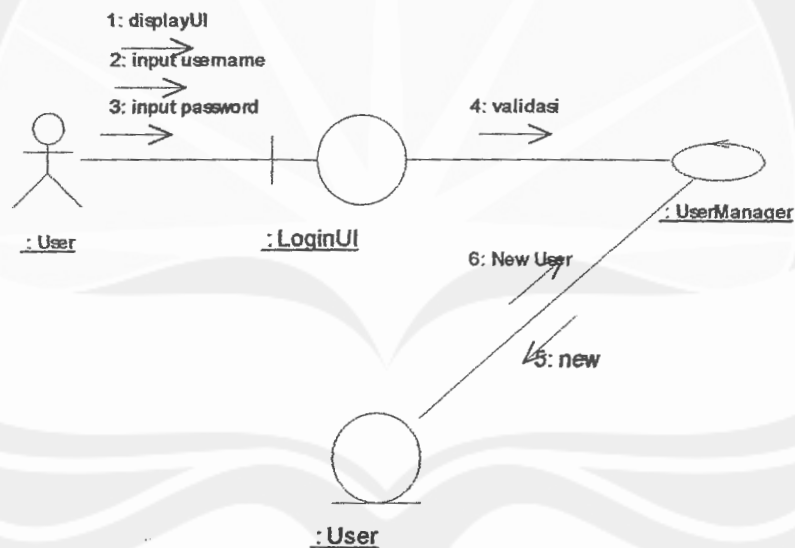 1: displayUI
2: input username
3: input password
4: validasi
: User
: LoginUI
: UserManager
6: New User
5: new
: User